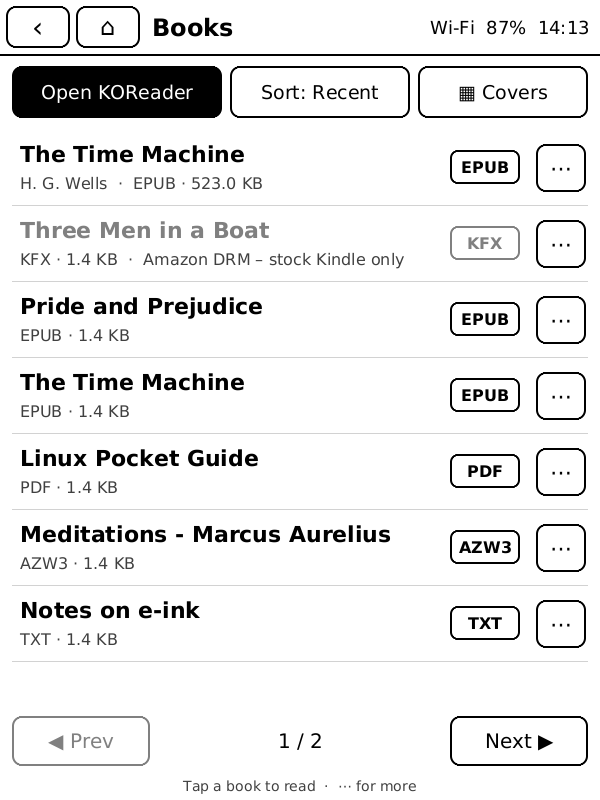 ‹ ⌂ Books Wi-Fi 87% 14:13
Open KOReader Sort: Recent ▦ Covers
The Time Machine
H. G. Wells · EPUB · 523.0 KB
EPUB ···
Three Men in a Boat
KFX · 1.4 KB · Amazon DRM – stock Kindle only
KFX ···
Pride and Prejudice
EPUB · 1.4 KB
EPUB ···
The Time Machine
EPUB · 1.4 KB
EPUB ···
Linux Pocket Guide
PDF · 1.4 KB
PDF ···
Meditations - Marcus Aurelius
AZW3 · 1.4 KB
AZW3 ···
Notes on e-ink
TXT · 1.4 KB
TXT ···
◀ Prev 1 / 2 Next ▶
Tap a book to read · ··· for more